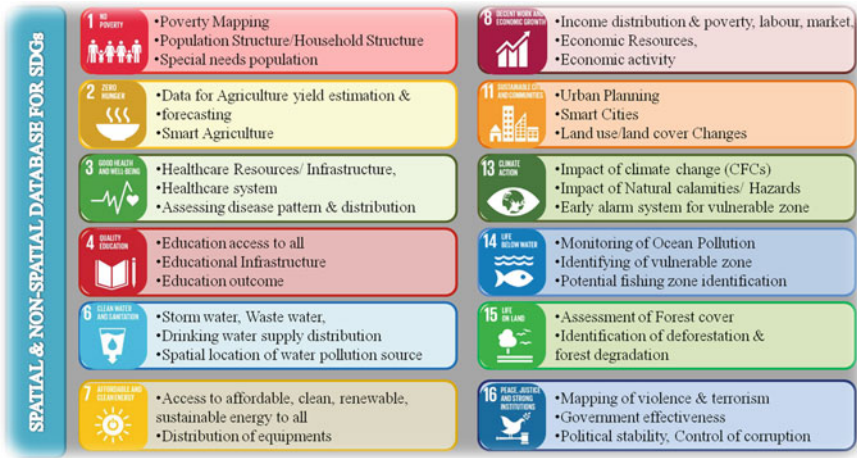 SPATIAL & NON-SPATIAL DATABASE FOR SDGs
1 NO POVERTY
•Poverty Mapping
•Population Structure/Household Structure
•Special needs population
2 ZERO HUNGER
•Data for Agriculture yield estimation &
•forecasting
•Smart Agriculture
3 GOOD HEALTH AND WELL-BEING
•Healthcare Resources/ Infrastructure,
•Healthcare system
•Assessing disease pattern & distribution
4 QUALITY EDUCATION
•Education access to all
•Educational Infrastructure
•Education outcome
6 CLEAN WATER AND SANITATION
•Storm water, Waste water,
•Drinking water supply distribution
•Spatial location of water pollution source
7 AFFORDABLE AND CLEAN ENERGY
•Access to affordable, clean, renewable,
sustainable energy to all
•Distribution of equipments
8 DECENT WORK AND ECONOMIC GROWTH
•Income distribution & poverty, labour, market,
•Economic Resources,
•Economic activity
11 SUSTAINABLE CITIES AND COMMUNITIES
•Urban Planning
•Smart Cities
•Land use/land cover Changes
13 CLIMATE ACTION
•Impact of climate change (CFCs)
•Impact of Natural calamities/ Hazards
•Early alarm system for vulnerable zone
14 LIFE BELOW WATER
•Monitoring of Ocean Pollution
•Identifying of vulnerable zone
•Potential fishing zone identification
15 LIFE ON LAND
•Assessment of Forest cover
•Identification of deforestation &
forest degradation
16 PEACE, JUSTICE AND STRONG INSTITUTIONS
•Mapping of violence & terrorism
•Government effectiveness
•Political stability, Control of corruption